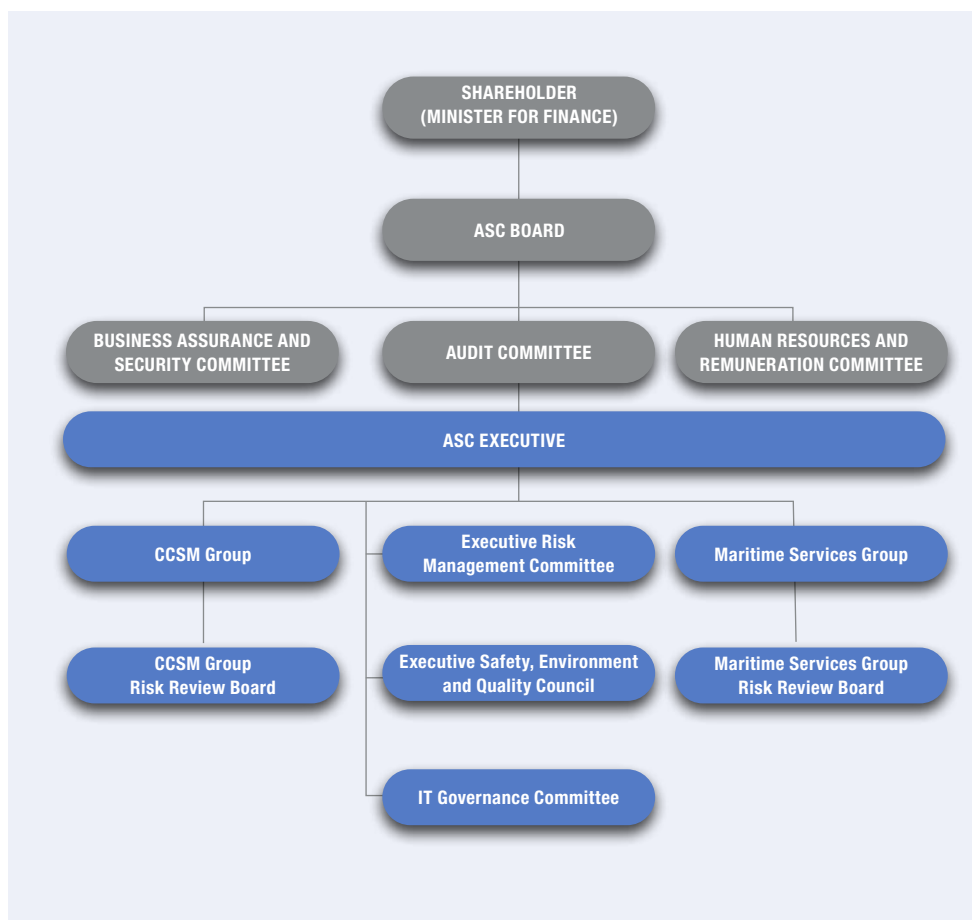 SHAREHOLDER
(MINISTER FOR FINANCE)
ASC BOARD
BUSINESS ASSURANCE AND
SECURITY COMMITTEE
AUDIT COMMITTEE
HUMAN RESOURCES AND
REMUNERATION COMMITTEE
ASC EXECUTIVE
CCSM Group
Executive Risk
Management Committee
Maritime Services Group
CCSM Group
Risk Review Board
Executive Safety, Environment
and Quality Council
Maritime Services Group
Risk Review Board
IT Governance Committee